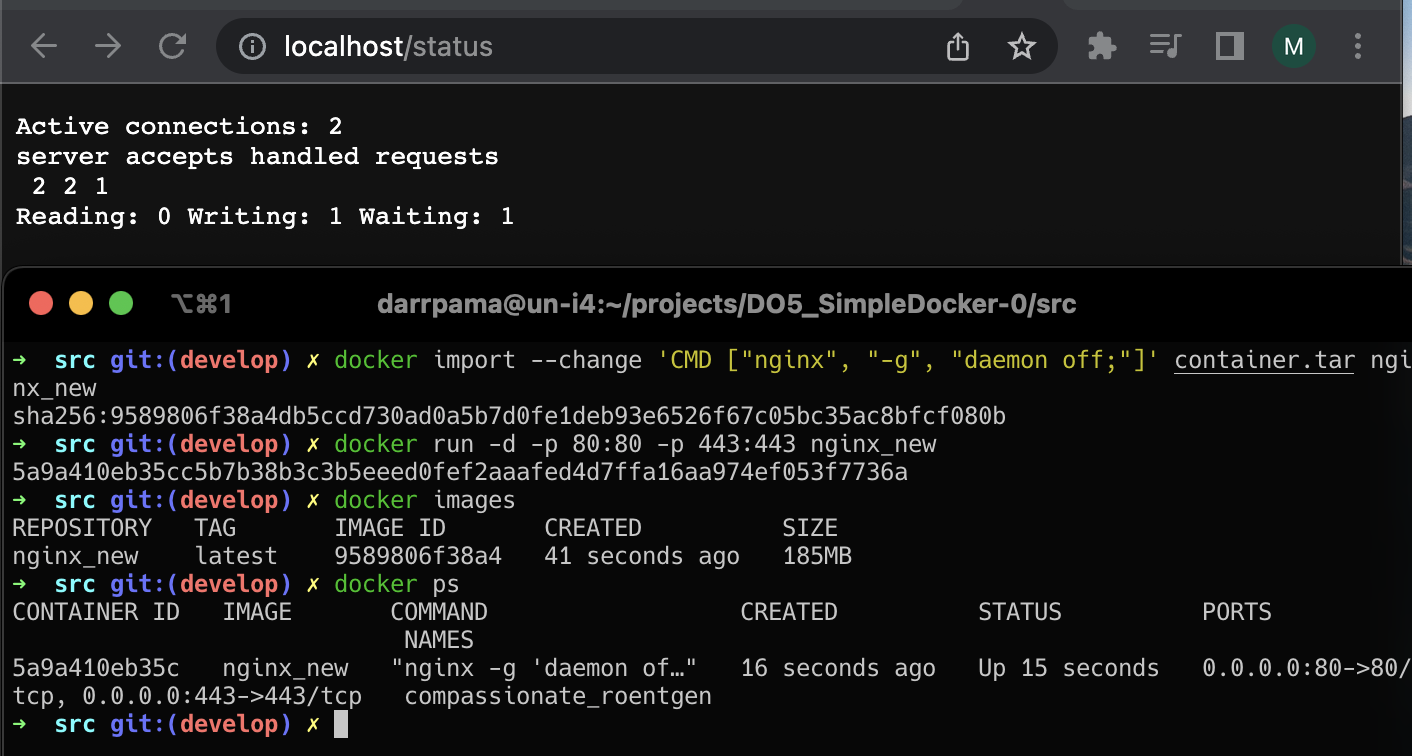 localhost/status
M
Active connections: 2
server accepts handled requests
2 2 1
Reading: 0 Writing: 1 Waiting: 1
⌥⌘1
darrpama@un-i4:~/projects/DO5_SimpleDocker-0/src
→ src git:(develop) ✗ docker import --change 'CMD ["nginx", "-g", "daemon off;"]' container.tar ngi
nx_new
sha256:9589806f38a4db5ccd730ad0a5b7d0fe1deb93e6526f67c05bc35ac8bfcf080b
→ src git:(develop) ✗ docker run -d -p 80:80 -p 443:443 nginx_new
5a9a410eb35cc5b7b38b3c3b5eeed0fef2aaafed4d7ffa16aa974ef053f7736a
→ src git:(develop) ✗ docker images
REPOSITORY TAG IMAGE ID CREATED SIZE
nginx_new latest 9589806f38a4 41 seconds ago 185MB
→ src git:(develop) ✗ docker ps
CONTAINER ID IMAGE COMMAND CREATED STATUS PORTS
NAMES
5a9a410eb35c nginx_new "nginx -g 'daemon of…" 16 seconds ago Up 15 seconds 0.0.0.0:80->80/
tcp, 0.0.0.0:443->443/tcp compassionate_roentgen
→ src git:(develop) ✗